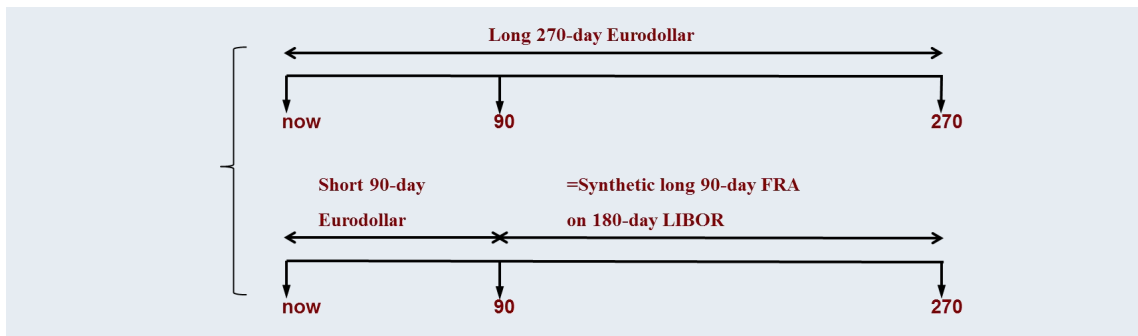 Long 270-day Eurodollar
now 90 270
Short 90-day =Synthetic long 90-day FRA
Eurodollar on 180-day LIBOR
now 90 270